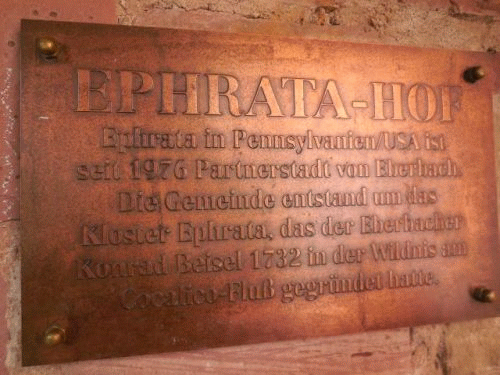 EPHRATA-HOF
Ephrata in Pennsylvanien/USA ist
seit 1976 Partnerstadt von Eberbach.
Die Gemeinde entstand um das
Kloster Ephrata, das der Eberbacher
Konrad Beisel 1732 in der Wildnis am
Cocalico-Fluß gegründet hatte.